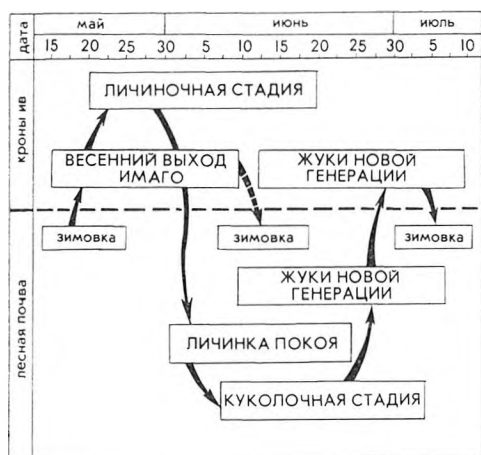 дата
май
июнь
июль
15 20 25 30 5 10 15 20 25 30 5 10
кроны ив
ЛИЧИНОЧНАЯ СТАДИЯ
ВЕСЕННИЙ ВЫХОД
ИМАГО
ЖУКИ НОВОЙ
ГЕНЕРАЦИИ
ЗИМОВКА
ЗИМОВКА
ЗИМОВКА
лесная почва
ЖУКИ НОВОЙ
ГЕНЕРАЦИИ
ЛИЧИНКА ПОКОЯ
КУКОЛОЧНАЯ СТАДИЯ